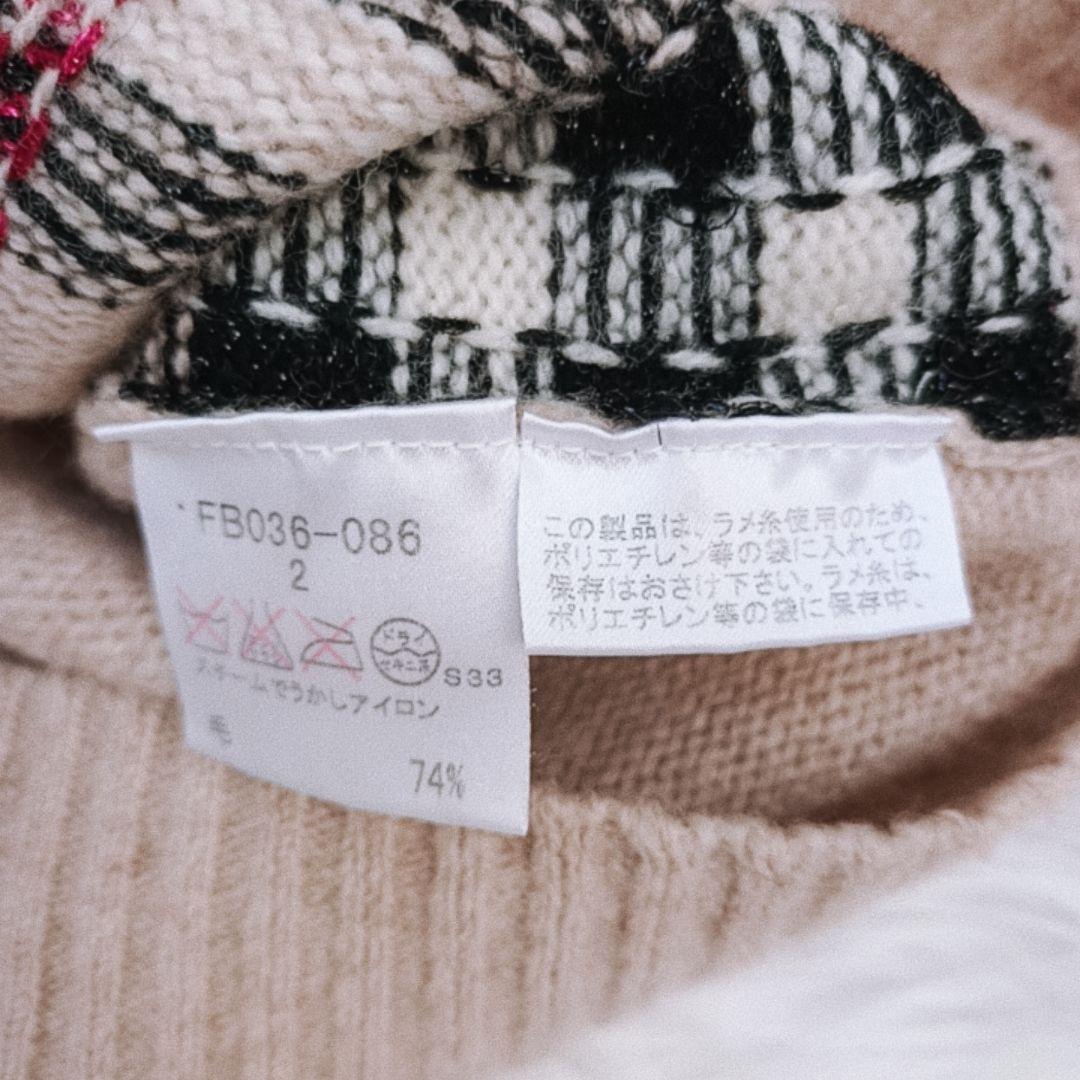 FB036-086
2
ドライ
セキユ系
S33
スチームでうかしアイロン
毛
74%
この製品は、ラメ糸使用のため、
ポリエチレン等の袋に入れての
保存はおさけ下さい。ラメ糸は、
ポリエチレン等の袋に保存中、